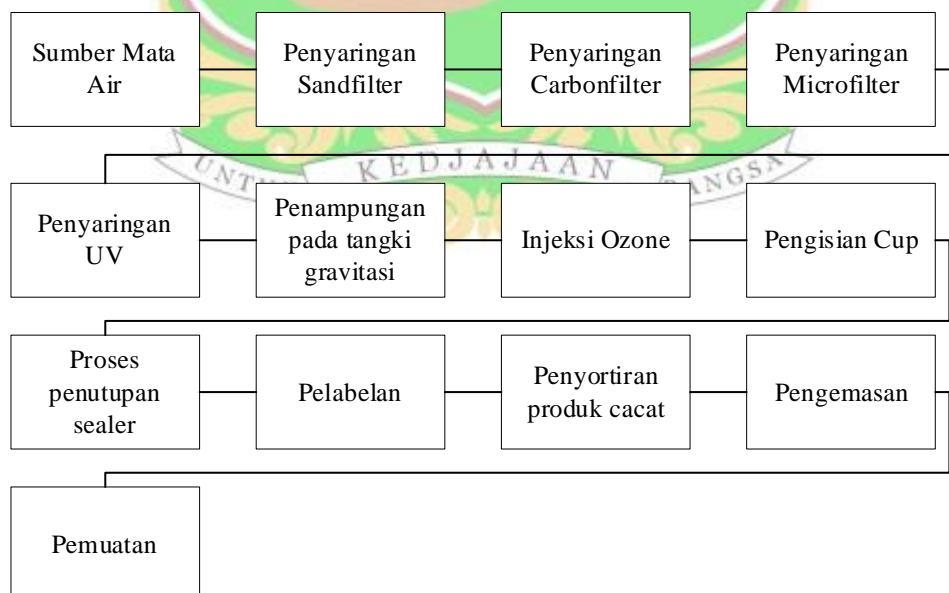 Sumber Mata
Air
Penyaringan
Sandfilter
Penyaringan
Carbonfilter
Penyaringan
Microfilter
KEDJAJAAN
Penyaringan
UV
Penampungan
pada tangki
gravitasi
Injeksi Ozone
Pengisian Cup
Proses
penutupan
sealer
Pelabelan
Penyortiran
produk cacat
Pengemasan
Pemuatan